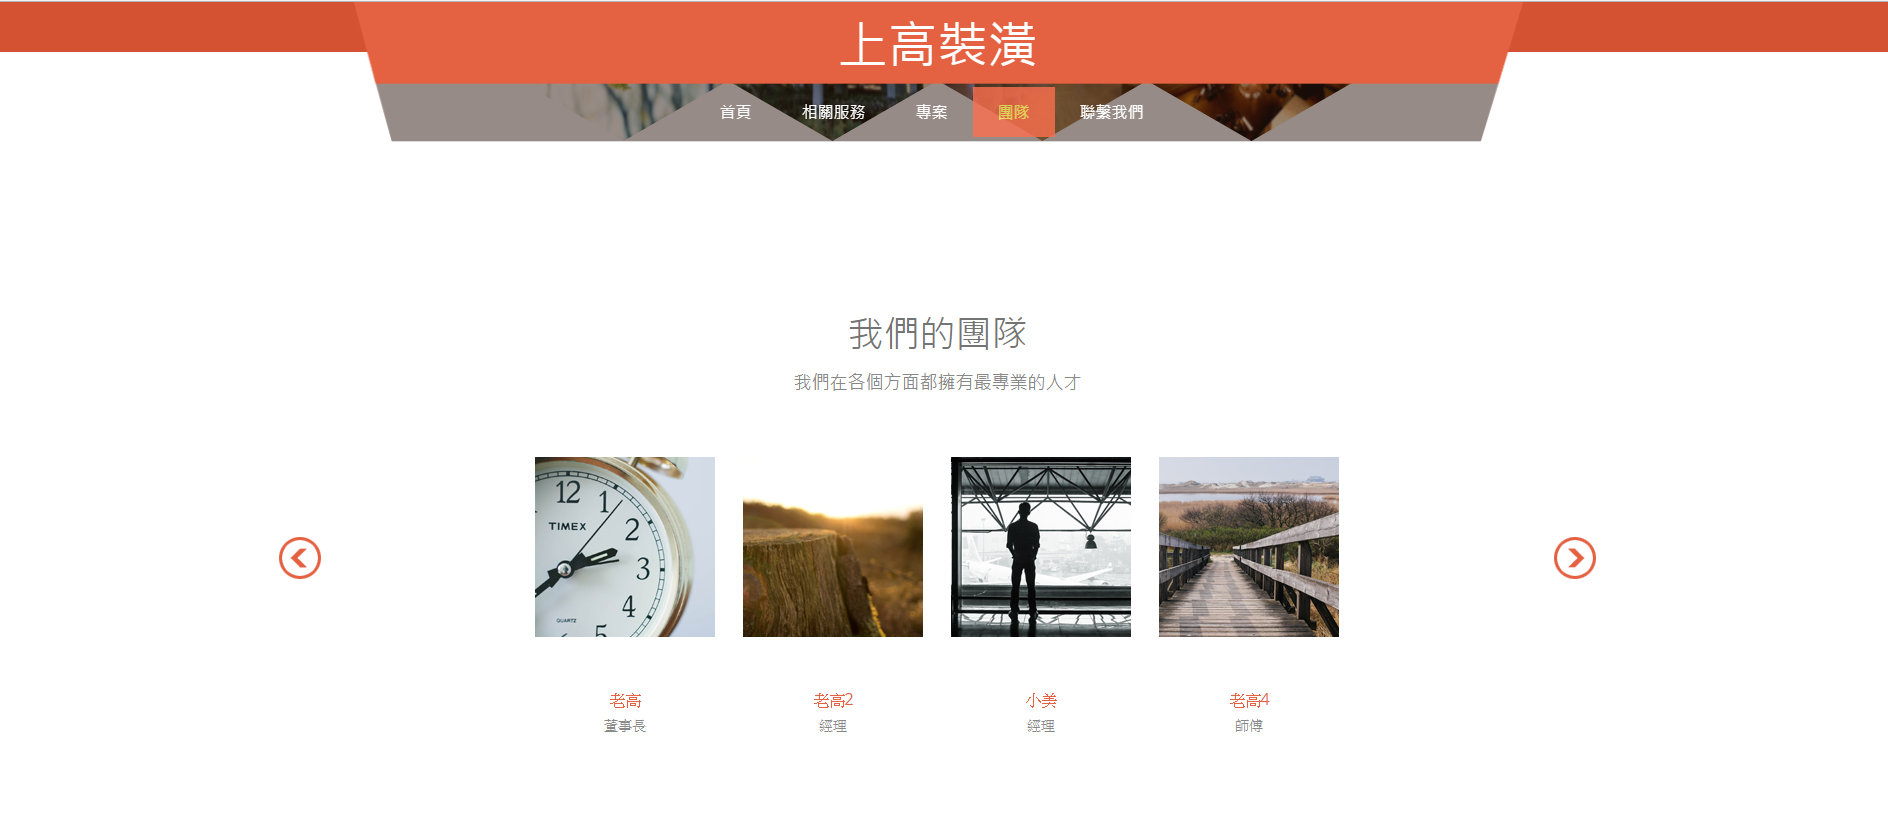 上高裝潢
首頁 相關服務 專案 團隊 聯繫我們
我們的團隊
我們在各個方面都擁有最專業的人才
12
1
TIMEX
2
3
4
QUARTZ
5
老高 老高2 小美 老高4
董事長 經理 經理 師傅